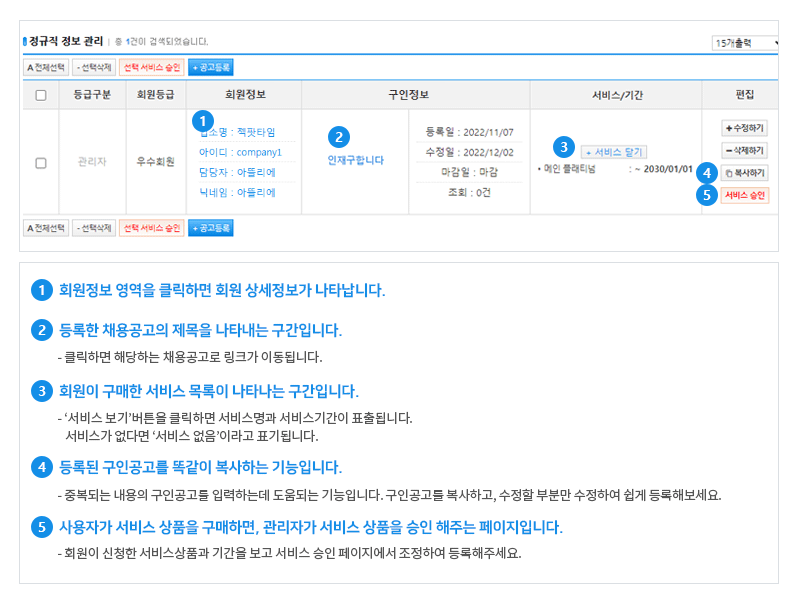 정규직 정보 관리 | 총 1건이 검색되었습니다.
15개출력
A 전체선택 - 선택삭제 선택 서비스 승인 + 공고등록
등급구분 회원등급 회원정보 구인정보 서비스/기간 편집
관리자 우수회원
1
업소명 : 잭팟타임
아이디 : company1
담당자 : 아뜰리에
닉네임 : 아뜰리에
2
인재구합니다
등록일 : 2022/11/07
수정일 : 2022/12/02
마감일 : 마감
조회 : 0건
3 + 서비스 닫기
• 메인 플래티넘 : ~ 2030/01/01
+수정하기
-삭제하기
4 복사하기
5 서비스 승인
A 전체선택 - 선택삭제 선택 서비스 승인 + 공고등록
1 회원정보 영역을 클릭하면 회원 상세정보가 나타납니다.
2 등록한 채용공고의 제목을 나타내는 구간입니다.
- 클릭하면 해당하는 채용공고로 링크가 이동됩니다.
3 회원이 구매한 서비스 목록이 나타나는 구간입니다.
- ‘서비스 보기’버튼을 클릭하면 서비스명과 서비스기간이 표출됩니다.
서비스가 없다면 ‘서비스 없음’이라고 표기됩니다.
4 등록된 구인공고를 똑같이 복사하는 기능입니다.
- 중복되는 내용의 구인공고를 입력하는데 도움되는 기능입니다. 구인공고를 복사하고, 수정할 부분만 수정하여 쉽게 등록해보세요.
5 사용자가 서비스 상품을 구매하면, 관리자가 서비스 상품을 승인 해주는 페이지입니다.
- 회원이 신청한 서비스상품과 기간을 보고 서비스 승인 페이지에서 조정하여 등록해주세요.